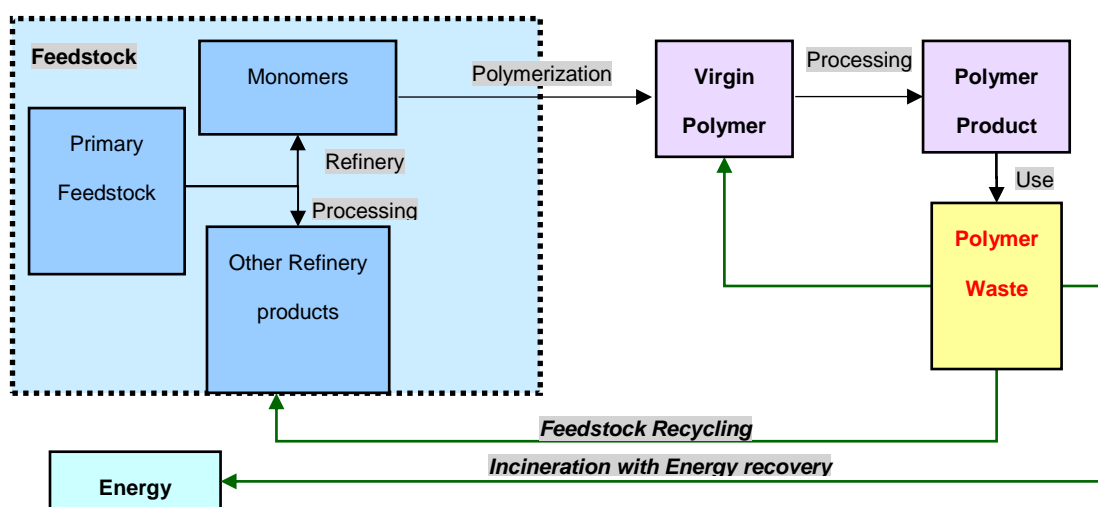 Feedstock
Monomers
Primary
Feedstock
Refinery
Processing
Other Refinery
products
Polymerization
Virgin
Polymer
Processing
Polymer
Product
Use
Polymer
Waste
Feedstock Recycling
Incineration with Energy recovery
Energy